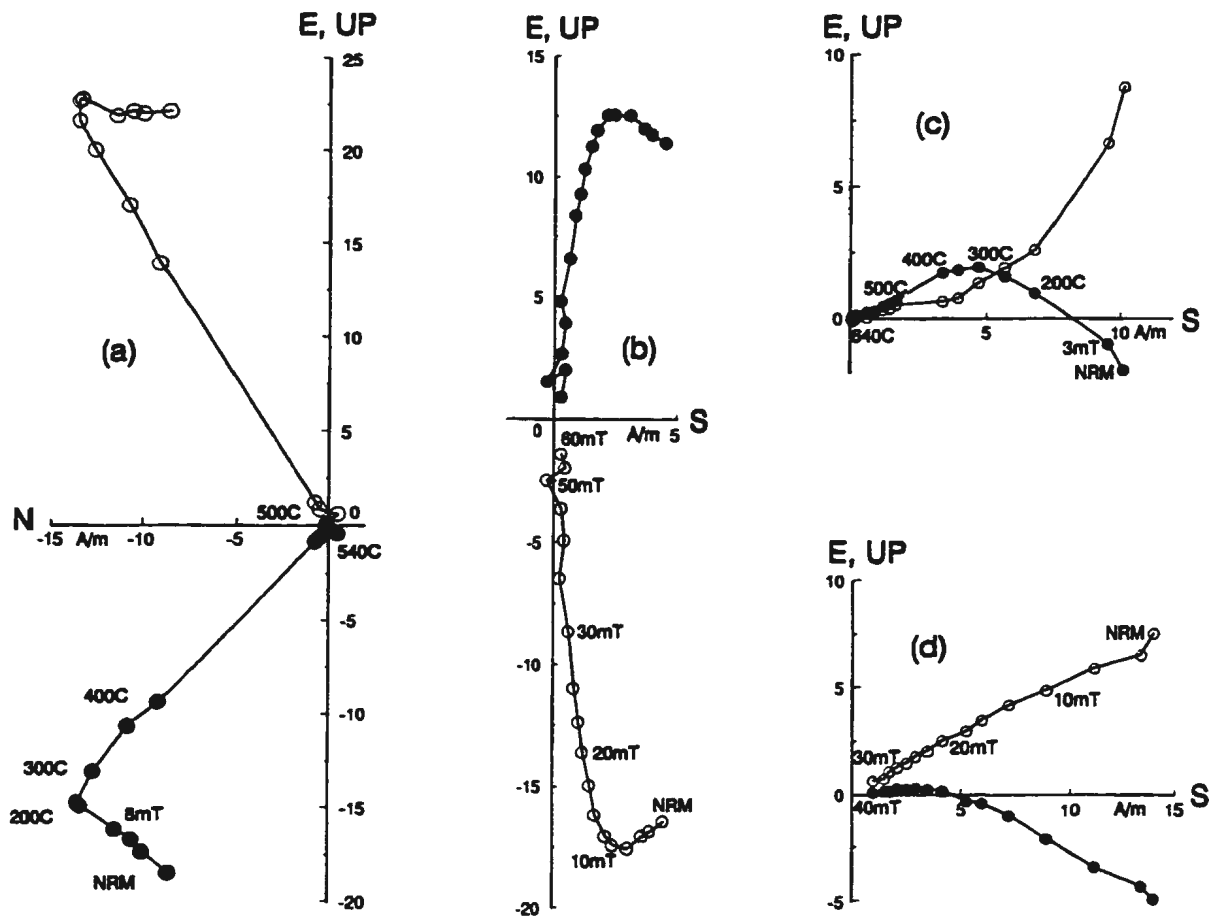 E, UP
25
20
15
10
5
0
(a)
N
-15 A/m -10 -5
500C
540C
-5
400C
-10
300C
200C
-15
5mT
NRM
-20
E, UP
15
10
5
(b)
0 A/m 5 S
60mT
50mT
-5
30mT
-10
20mT
-15
NRM
10mT
-20
E, UP
10
(c)
5
400C 300C
500C 200C
0
5 10 A/m S
540C
3mT
NRM
E, UP
10
(d)
NRM
5
10mT
30mT 20mT
0
40mT 5 10 A/m 15 S
-5